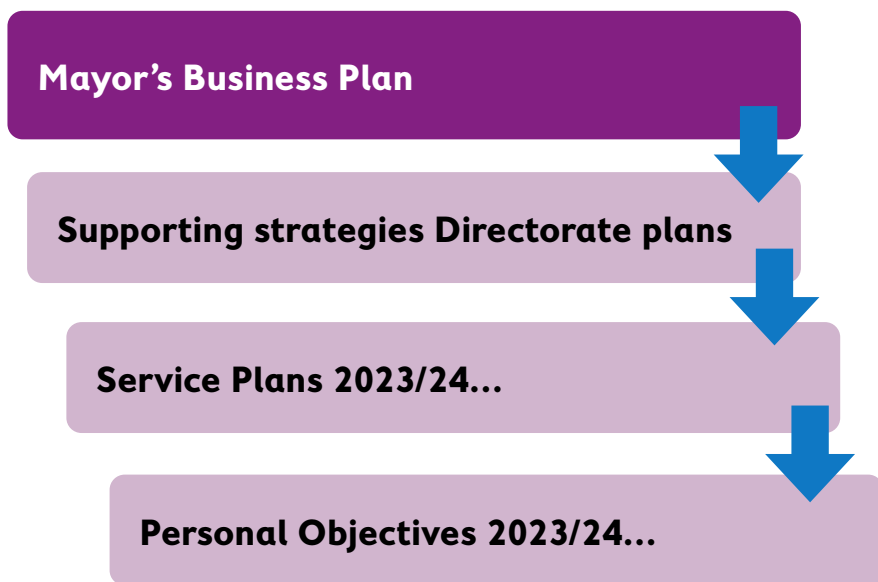 Mayor’s Business Plan
Supporting strategies Directorate plans
Service Plans 2023/24...
Personal Objectives 2023/24...